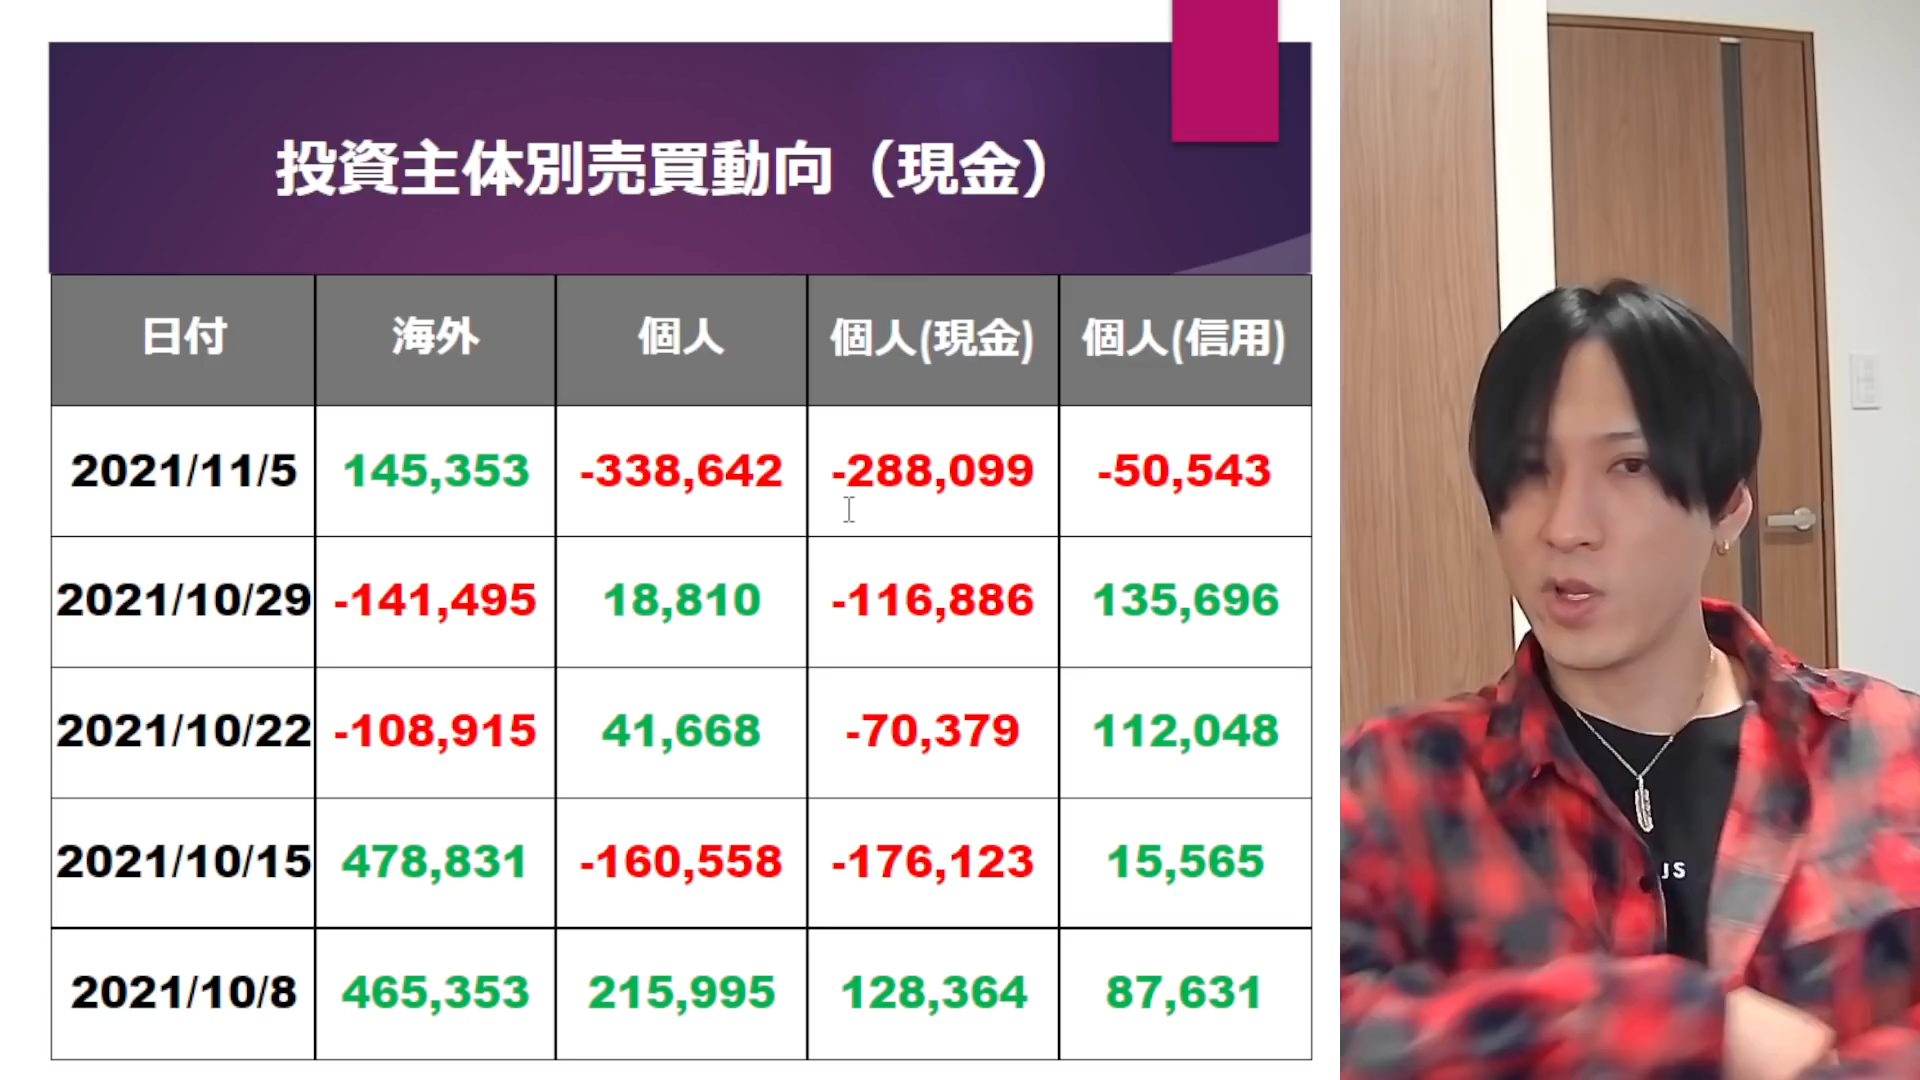 投資主体別売買動向（現金）
日付 海外 個人 個人(現金) 個人(信用)
2021/11/5 145,353 -338,642 -288,099 -50,543
2021/10/29 -141,495 18,810 -116,886 135,696
2021/10/22 -108,915 41,668 -70,379 112,048
2021/10/15 478,831 -160,558 -176,123 15,565
2021/10/8 465,353 215,995 128,364 87,631